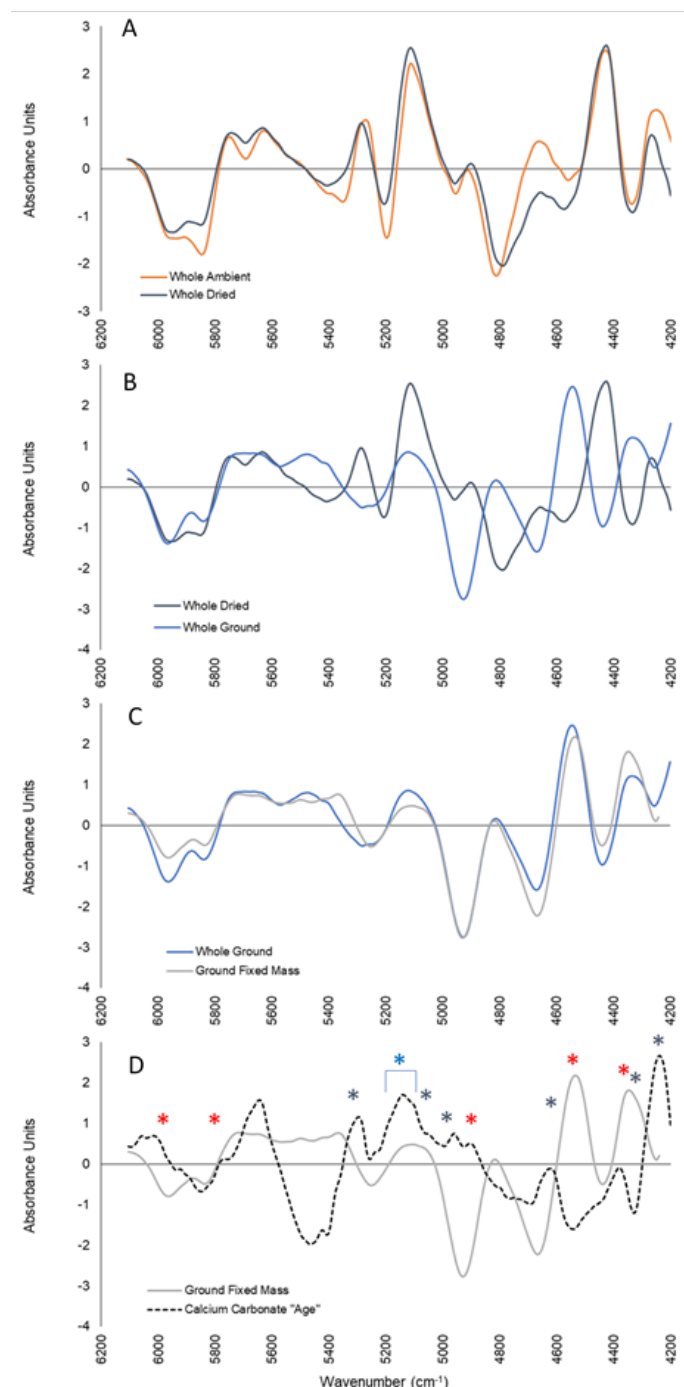 A
3
2
1
0
-1
-2
-3
Absorbance Units
Whole Ambient
Whole Dried
6200 6000 5800 5600 5400 5200 5000 4800 4600 4400 4200
B
3
2
1
0
-1
-2
-3
-4
Absorbance Units
Whole Dried
Whole Ground
6200 6000 5800 5600 5400 5200 5000 4800 4600 4400 4200
C
3
2
1
0
-1
-2
-3
-4
Absorbance Units
Whole Ground
Ground Fixed Mass
6200 6000 5800 5600 5400 5200 5000 4800 4600 4400 4200
D
* * * * * * * * * * * *
3
2
1
0
-1
-2
-3
-4
Absorbance Units
Ground Fixed Mass
Calcium Carbonate "Age"
6200 6000 5800 5600 5400 5200 5000 4800 4600 4400 4200
Wavenumber (cm⁻¹)